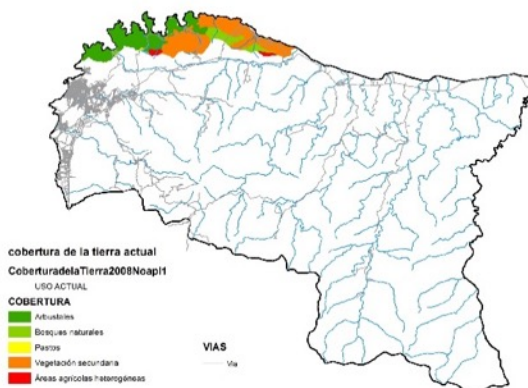 cobertura de la tierra actual
CoberturadelaTierra2008Noapl1
USO ACTUAL
COBERTURA
Arbustales
Bosques naturales
Pastos
Vegetación secundaria
Áreas agrícolas heterogéneas
VIAS
Via